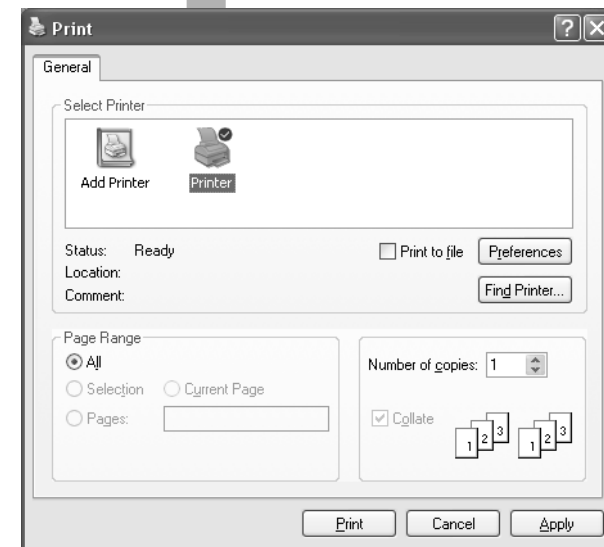 Print
General
Select Printer
Add Printer Printer
Status: Ready Print to file Preferences
Location:
Comment: Find Printer...
Page Range
All Number of copies: 1
Selection Current Page
Pages: Collate
1 2 3 1 2 3
Print Cancel Apply